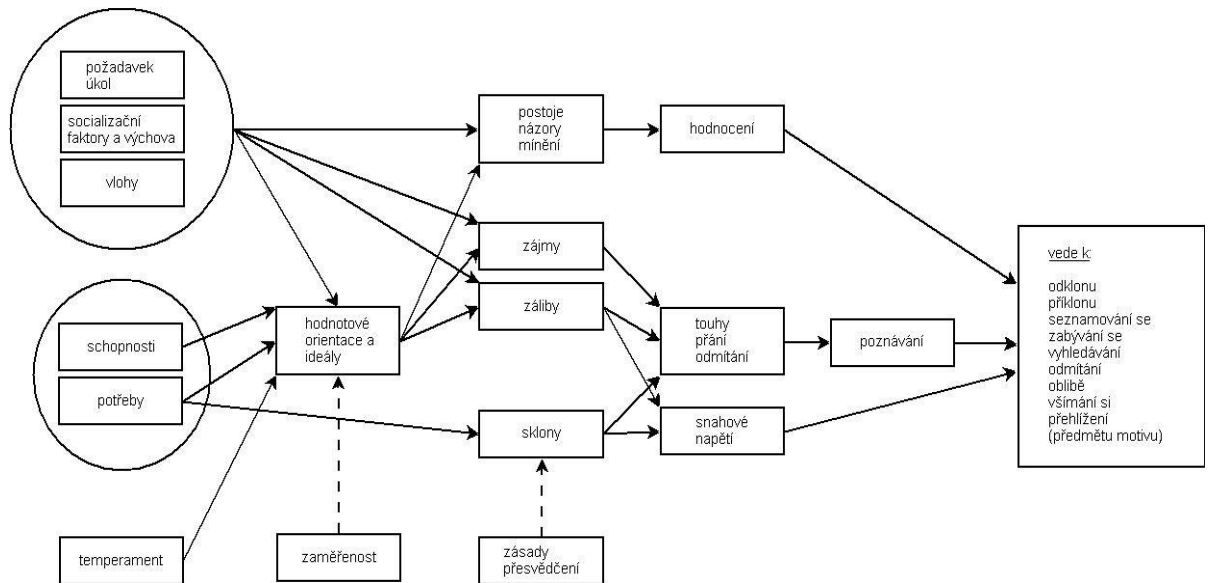 požadavek
úkol
socializační
faktory a výchova
vlohy
postoje
názory
mínění
hodnocení
zájmy
záliby
schopnosti
potřeby
hodnotové
orientace a
ideály
touhy
přání
odmítání
poznávání
sklony
snahové
napětí
vede k:
odklonu
příklonu
seznamování se
zabývání se
vyhledávání
odmítání
oblibě
všímání si
přehlížení
(předmětu motivu)
temperament
zaměřenost
zásady
přesvědčení